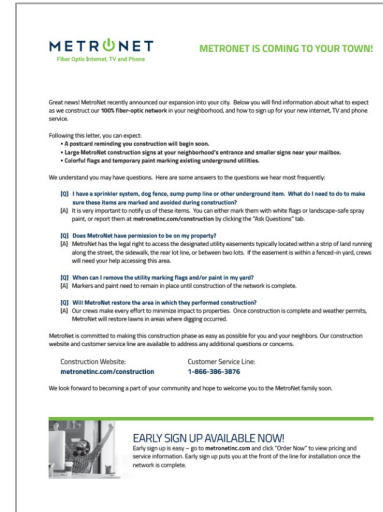 METRONET
METRONET IS COMING TO YOUR TOWN!
Fiber Optic Internet, TV and Phone
Great news! MetroNet recently announced our expansion into your city. Below you will find information about what to expect
as we construct our 100% fiber-optic network in your neighborhood, and how to sign up for your new internet, TV and phone
service.
Following this letter, you can expect:
• A postcard reminding you construction will begin soon.
• Large MetroNet construction signs at your neighborhood's entrance and smaller signs near your mailbox.
• Colorful flags and temporary paint marking existing underground utilities.
We understand you may have questions. Here are some answers to the questions we hear most frequently:
[Q] I have a sprinkler system, dog fence, sump pump line or other underground item. What do I need to do to make
sure these items are marked and avoided during construction?
[A] It is very important to notify us of these items. You can either mark them with white flags or landscape-safe spray
paint, or report them at metronetinc.com/construction by clicking the "Ask Questions" tab.
[Q] Does MetroNet have permission to be on my property?
[A] MetroNet has the legal right to access the designated utility easements typically located within a strip of land running
along the street, the sidewalk, the rear lot line, or between two lots. If the easement is within a fenced-in yard, crews
will need your help accessing this area.
[Q] When can I remove the utility marking flags and/or paint in my yard?
[A] Markers and paint need to remain in place until construction of the network is complete.
[Q] Will MetroNet restore the area in which they performed construction?
[A] Our crews make every effort to minimize impact to properties. Once construction is complete and weather permits,
MetroNet will restore lawns in areas where digging occurred.
MetroNet is committed to making this construction phase as easy as possible for you and your neighbors. Our construction
website and customer service line are available to address any additional questions or concerns.
Construction Website:
metronetinc.com/construction
Customer Service Line:
1-866-386-3876
We look forward to becoming a part of your community and hope to welcome you to the MetroNet family soon.
EARLY SIGN UP AVAILABLE NOW!
Early sign up is easy – go to metronetinc.com and click "Order Now" to view pricing and
service information. Early sign up puts you at the front of the line for installation once the
network is complete.